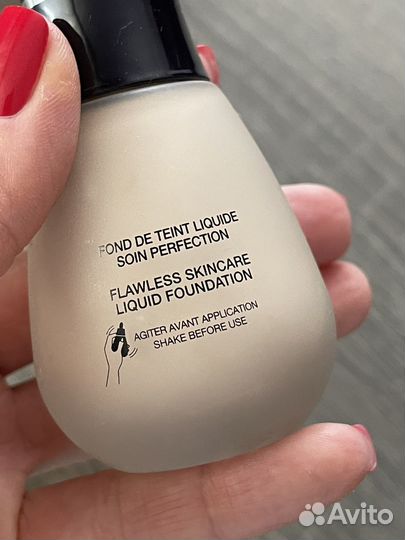 FOND DE TEINT LIQUIDE
SOIN PERFECTION
FLAWLESS SKINCARE
LIQUID FOUNDATION
AGITER AVANT APPLICATION
SHAKE BEFORE USE
Avito